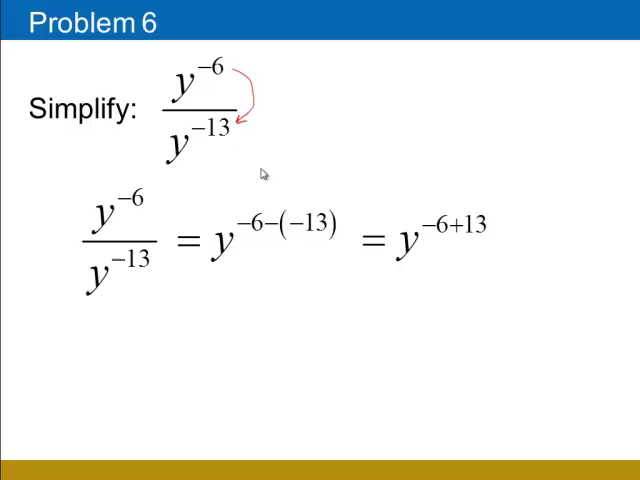 Problem 6
Simplify: y⁻⁶ / y⁻¹³
y⁻⁶ / y⁻¹³ = y⁻⁶⁻⁽⁻¹³⁾ = y⁻⁶⁺¹³